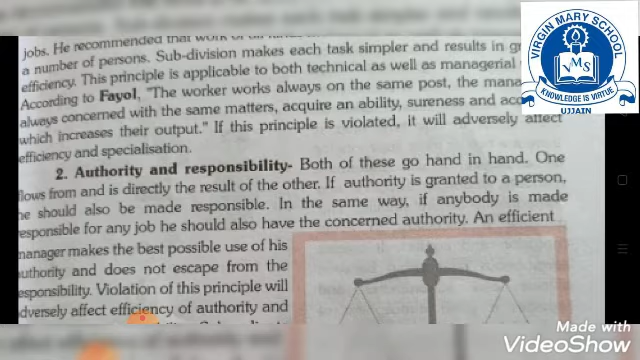 jobs. He recommended that work
a number of persons. Sub-division makes each task simpler and results in
efficiency. This principle is applicable to both technical as well as managerial
According to Fayol, "The worker works always on the same post, the
always concerned with the same matters, acquire an ability, sureness and
which increases their output." If this principle is violated, it will adversely affect
efficiency and specialisation.
2. Authority and responsibility- Both of these go hand in hand. One
flows from and is directly the result of the other. If authority is granted to a person,
he should also be made responsible. In the same way, if anybody is made
esponsible for any job he should also have the concerned authority. An efficient
manager makes the best possible use of his
uthority and does not escape from the
esponsibility. Violation of this principle will
dversely affect efficiency of authority and
VIRGIN MARY SCHOOL
VMS
KNOWLEDGE IS VIRTUE
UJJAIN
Made with
VideoShow